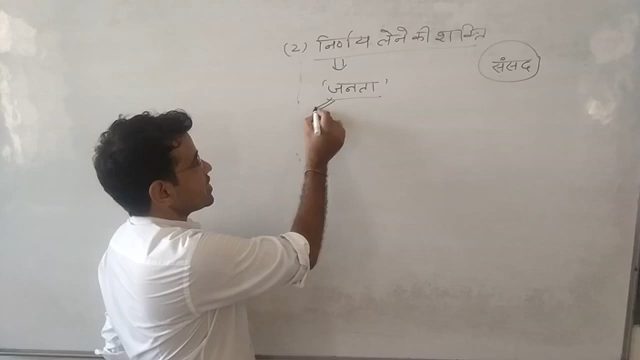 (2) निर्णय लेने की शक्ति
संसद
'जनता'